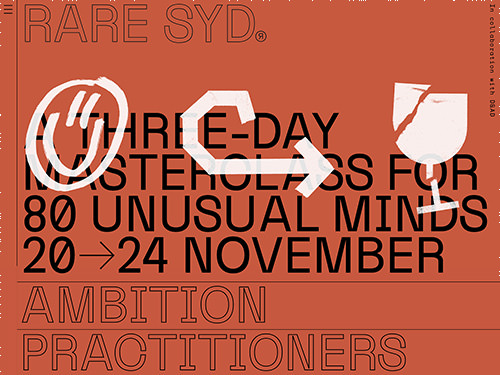 RARE SYD.®
In collaboration with D&AD
A THREE-DAY
MASTERCLASS FOR
80 UNUSUAL MINDS
20→24 NOVEMBER
AMBITION
PRACTITIONERS